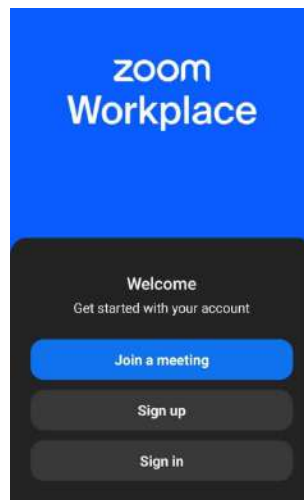 zoom
Workplace
Welcome
Get started with your account
Join a meeting
Sign up
Sign in